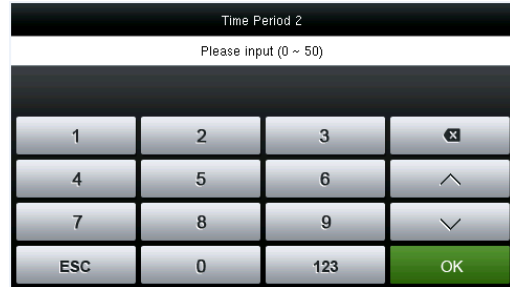 Time Period 2
Please input (0 ~ 50)
1 2 3
4 5 6
7 8 9
ESC 0 123 OK